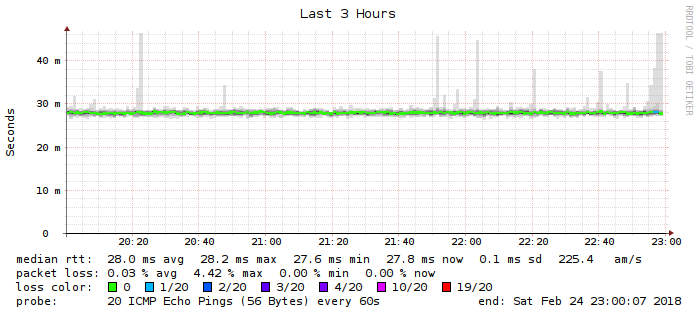 Last 3 Hours
RRDTOOL / TOBI OETIKER
Seconds
40 m
30 m
20 m
10 m
0
20:20 20:40 21:00 21:20 21:40 22:00 22:20 22:40 23:00
median rtt: 28.0 ms avg 28.2 ms max 27.6 ms min 27.8 ms now 0.1 ms sd 225.4 am/s
packet loss: 0.03 % avg 4.42 % max 0.00 % min 0.00 % now
loss color: 0 1/20 2/20 3/20 4/20 10/20 19/20
probe: 20 ICMP Echo Pings (56 Bytes) every 60s end: Sat Feb 24 23:00:07 2018